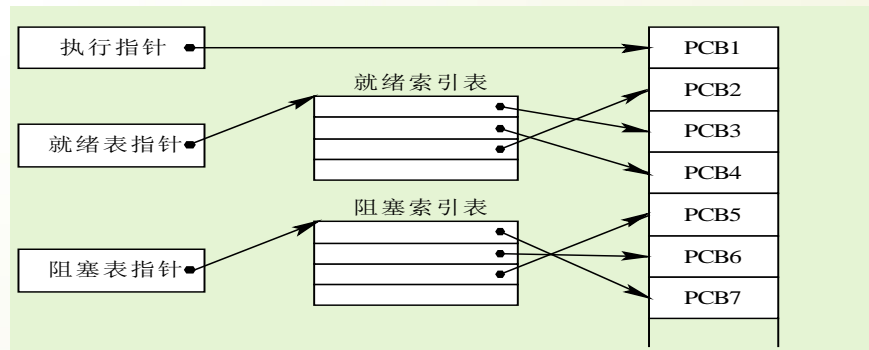 执行指针
就绪表指针
阻塞表指针
就绪索引表
阻塞索引表
PCB1
PCB2
PCB3
PCB4
PCB5
PCB6
PCB7